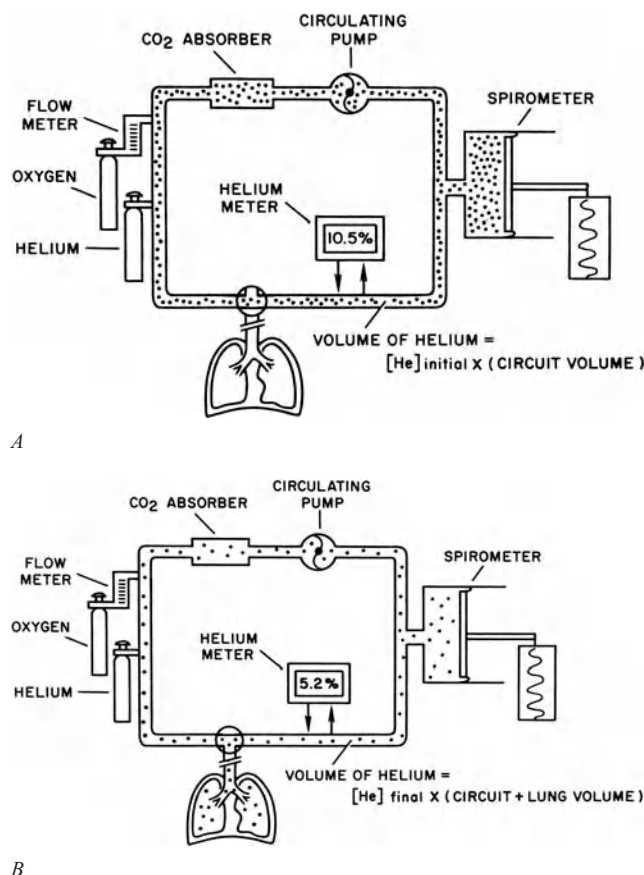 CIRCULATING
PUMP
CO2 ABSORBER
SPIROMETER
FLOW
METER
OXYGEN
HELIUM
METER
HELIUM
10.5%
VOLUME OF HELIUM =
[He] initial X (CIRCUIT VOLUME)
A
CIRCULATING
PUMP
CO2 ABSORBER
SPIROMETER
FLOW
METER
OXYGEN
HELIUM
METER
HELIUM
5.2%
VOLUME OF HELIUM =
[He] final X (CIRCUIT + LUNG VOLUME)
B